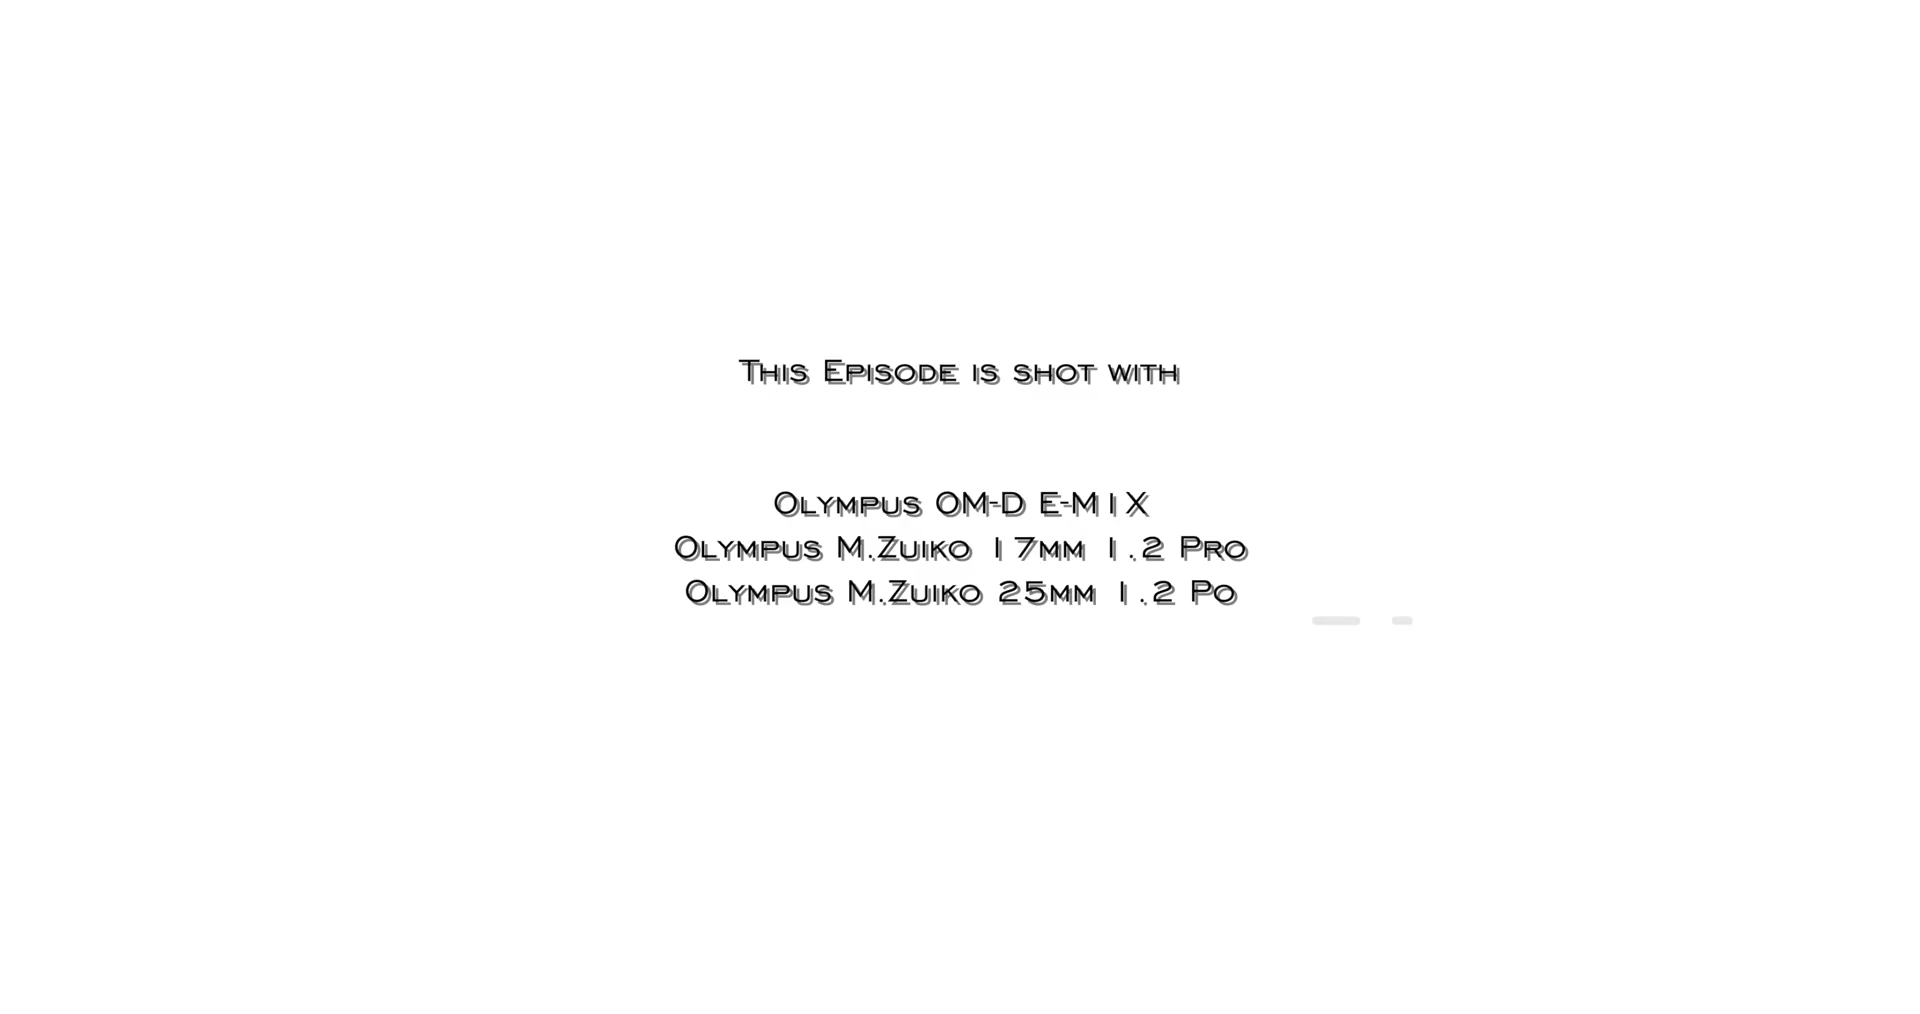 This Episode is shot with
Olympus OM-D E-M1X
Olympus M.Zuiko 17mm 1.2 Pro
Olympus M.Zuiko 25mm 1.2 Po